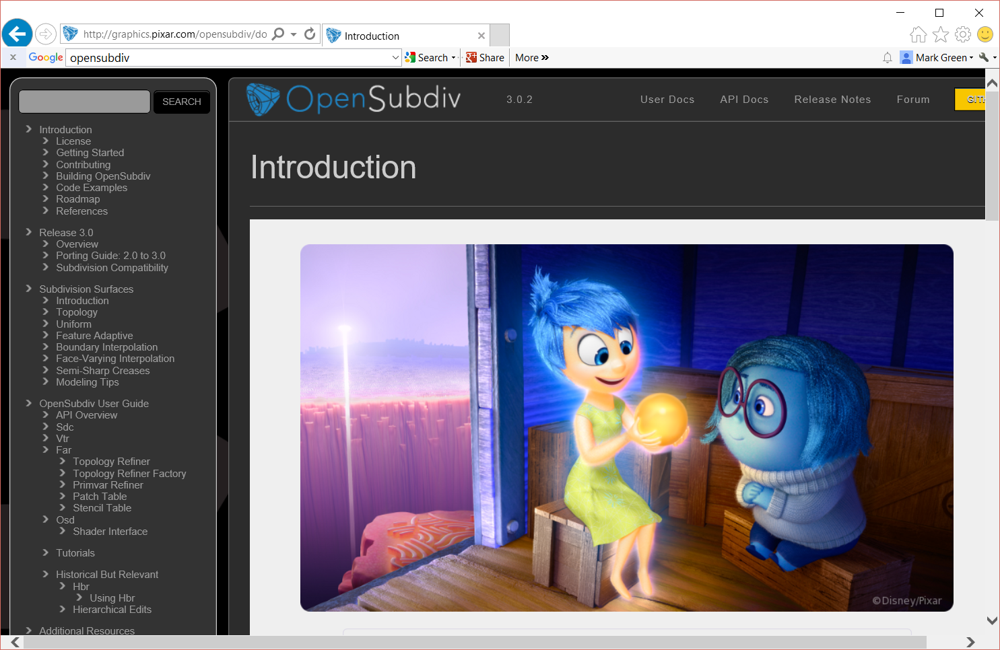 http://graphics.pixar.com/opensubdiv/do
Introduction
Google
opensubdiv
Search
Share
More »
Mark Green
SEARCH
Introduction
License
Getting Started
Contributing
Building OpenSubdiv
Code Examples
Roadmap
References
Release 3.0
Overview
Porting Guide: 2.0 to 3.0
Subdivision Compatibility
Subdivision Surfaces
Introduction
Topology
Uniform
Feature Adaptive
Boundary Interpolation
Face-Varying Interpolation
Semi-Sharp Creases
Modeling Tips
OpenSubdiv User Guide
API Overview
Sdc
Vtr
Far
Topology Refiner
Topology Refiner Factory
Primvar Refiner
Patch Table
Stencil Table
Osd
Shader Interface
Tutorials
Historical But Relevant
Hbr
Using Hbr
Hierarchical Edits
Additional Resources
OpenSubdiv
3.0.2
User Docs
API Docs
Release Notes
Forum
Introduction
©Disney/Pixar